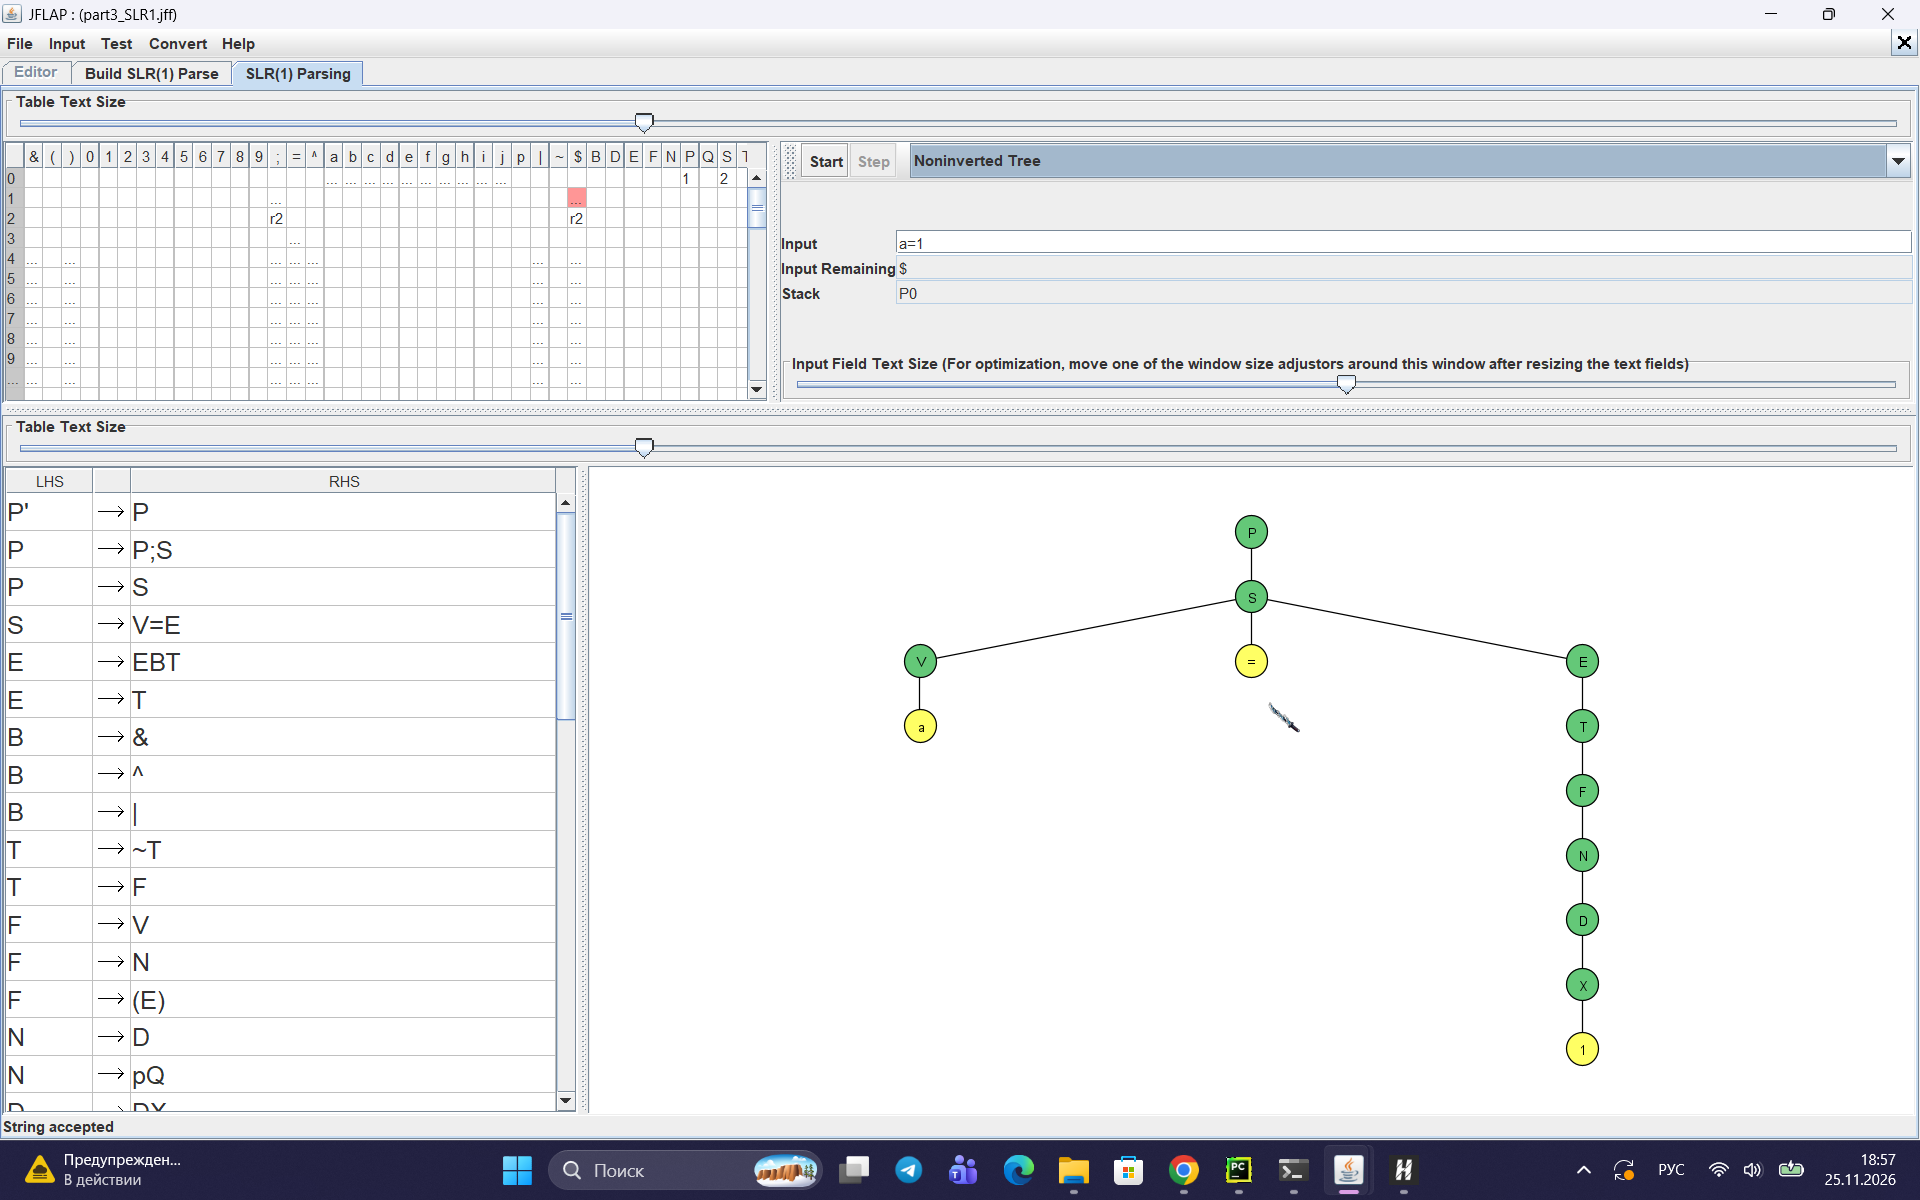 JFLAP : (part3_SLR1.jff)
File Input Test Convert Help
Editor Build SLR(1) Parse SLR(1) Parsing
Table Text Size
& ( ) 0 1 2 3 4 5 6 7 8 9 ; = ^ a b c d e f g h i j p | ~ $ B D E F N P Q S T
0 ... ... ... ... ... ... ... ... ... ... 1 2
1 ... ...
2 r2 r2
3 ...
4 ... ... ... ... ... ... ...
5 ... ... ... ... ... ... ...
6 ... ... ... ... ... ... ...
7 ... ... ... ... ... ... ...
8 ... ... ... ... ... ... ...
9 ... ... ... ... ... ... ...
... ... ... ... ... ... ... ...
Start Step Noninverted Tree
Input a=1
Input Remaining $
Stack P0
Input Field Text Size (For optimization, move one of the window size adjustors around this window after resizing the text fields)
Table Text Size
LHS RHS
P' → P
P → P;S
P → S
S → V=E
E → EBT
E → T
B → &
B → ^
B → |
T → ~T
T → F
F → V
F → N
F → (E)
N → D
N → pQ
D → DX
P
S
V = E
a T
F
N
D
X
1
String accepted
Предупрежден...
В действии
Поиск
РУС
18:57
25.11.2026